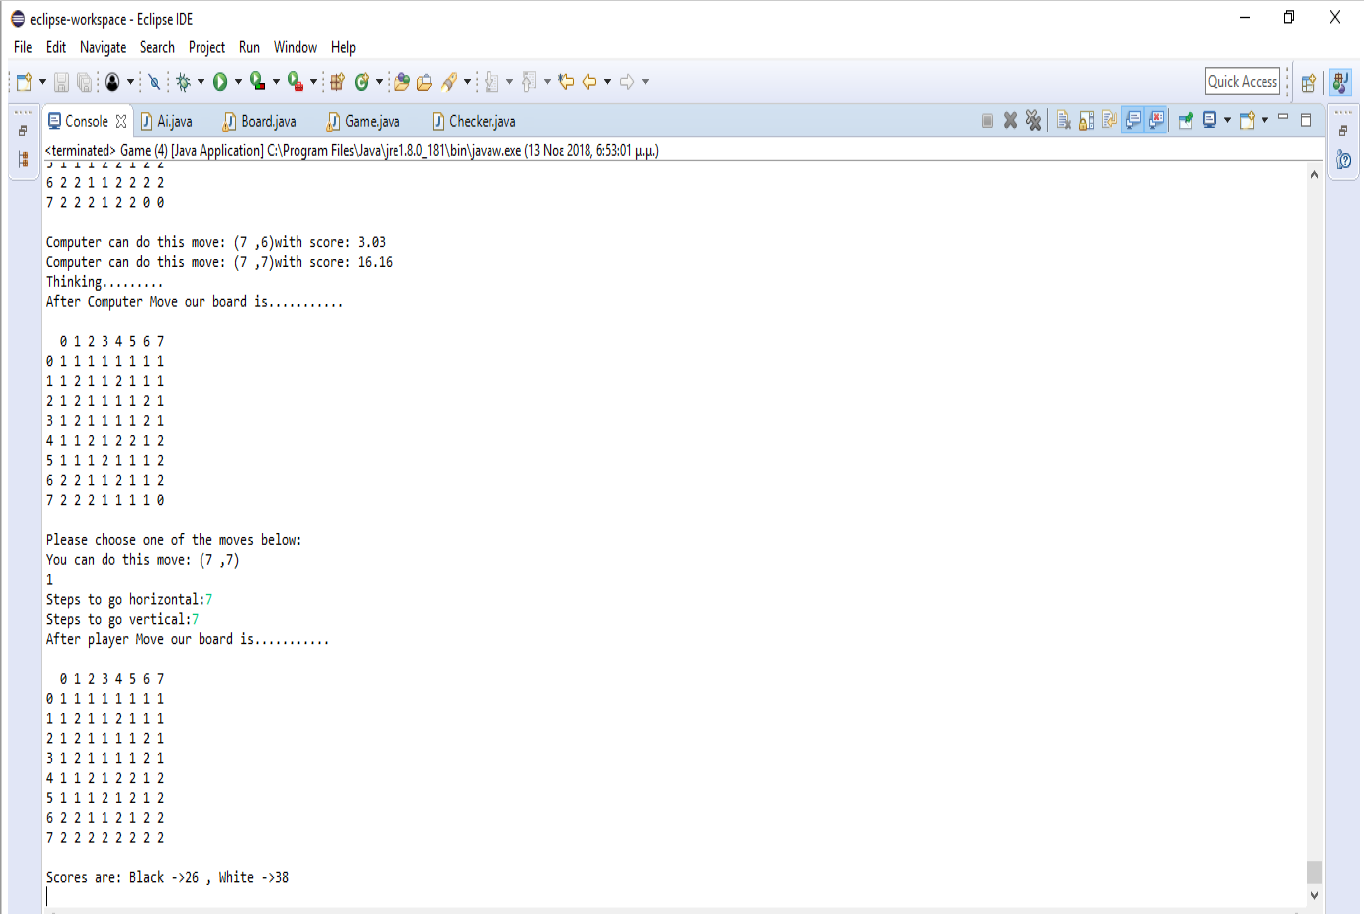 eclipse-workspace - Eclipse IDE
File Edit Navigate Search Project Run Window Help
Quick Access
Console Ai.java Board.java Game.java Checker.java
<terminated> Game (4) [Java Application] C:\Program Files\Java\jre1.8.0_181\bin\javaw.exe (13 Νοε 2018, 6:53:01 μ.μ.)
5 1 1 1 2 2 1 2 2
6 2 2 1 1 2 2 2 2
7 2 2 2 1 2 2 0 0
Computer can do this move: (7 ,6)with score: 3.03
Computer can do this move: (7 ,7)with score: 16.16
Thinking.........
After Computer Move our board is...........
0 1 2 3 4 5 6 7
0 1 1 1 1 1 1 1 1
1 1 2 1 1 2 1 1 1
2 1 2 1 1 1 1 2 1
3 1 2 1 1 1 1 2 1
4 1 1 2 1 2 2 1 2
5 1 1 1 2 1 1 1 2
6 2 2 1 1 2 1 1 2
7 2 2 2 1 1 1 1 0
Please choose one of the moves below:
You can do this move: (7 ,7)
1
Steps to go horizontal:7
Steps to go vertical:7
After player Move our board is...........
0 1 2 3 4 5 6 7
0 1 1 1 1 1 1 1 1
1 1 2 1 1 2 1 1 1
2 1 2 1 1 1 1 2 1
3 1 2 1 1 1 1 2 1
4 1 1 2 1 2 2 1 2
5 1 1 1 2 1 2 1 2
6 2 2 1 1 2 1 2 2
7 2 2 2 2 2 2 2 2
Scores are: Black ->26 , White ->38